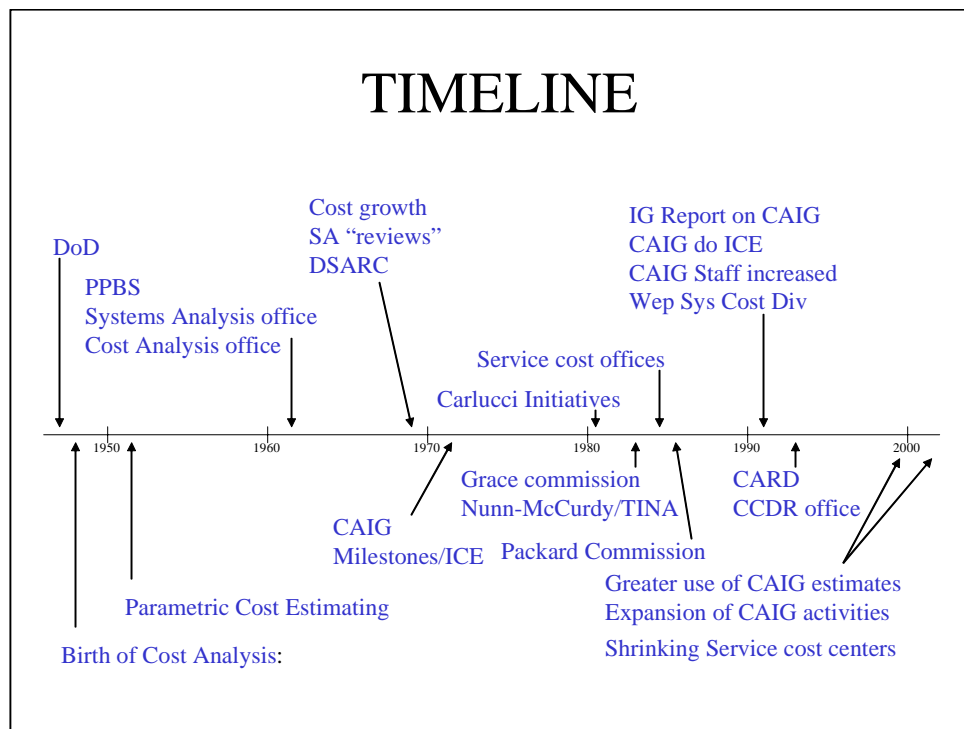 TIMELINE
DoD
PPBS
Systems Analysis office
Cost Analysis office
Cost growth
SA “reviews”
DSARC
IG Report on CAIG
CAIG do ICE
CAIG Staff increased
Wep Sys Cost Div
Service cost offices
Carlucci Initiatives
1950
1960
1970
1980
1990
2000
Grace commission
Nunn-McCurdy/TINA
CARD
CCDR office
CAIG
Milestones/ICE
Packard Commission
Greater use of CAIG estimates
Expansion of CAIG activities
Shrinking Service cost centers
Parametric Cost Estimating
Birth of Cost Analysis: